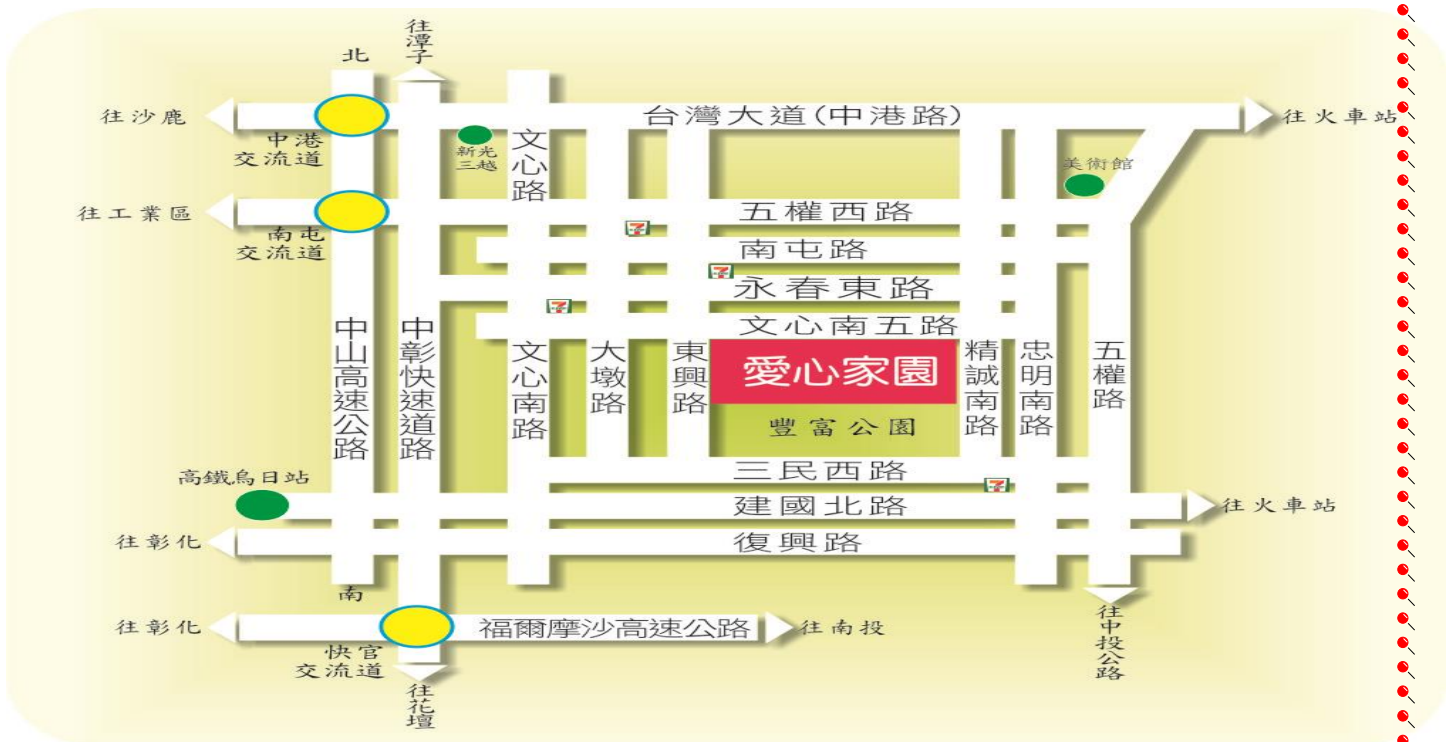 往潭子
北
往沙鹿
台灣大道(中港路)
往火車站
中港
交流道
新光
三越
文心路
美術館
往工業區
五權西路
南屯
交流道
南屯路
永春東路
文心南五路
中山高速公路
中彰快速道路
文心南路
大墩路
東興路
愛心家園
精誠南路
忠明南路
五權路
豐富公園
三民西路
高鐵烏日站
建國北路
往火車站
往彰化
復興路
南
往彰化
福爾摩沙高速公路
往南投
往中投公路
快官
交流道
往花壇
7
7
7
7